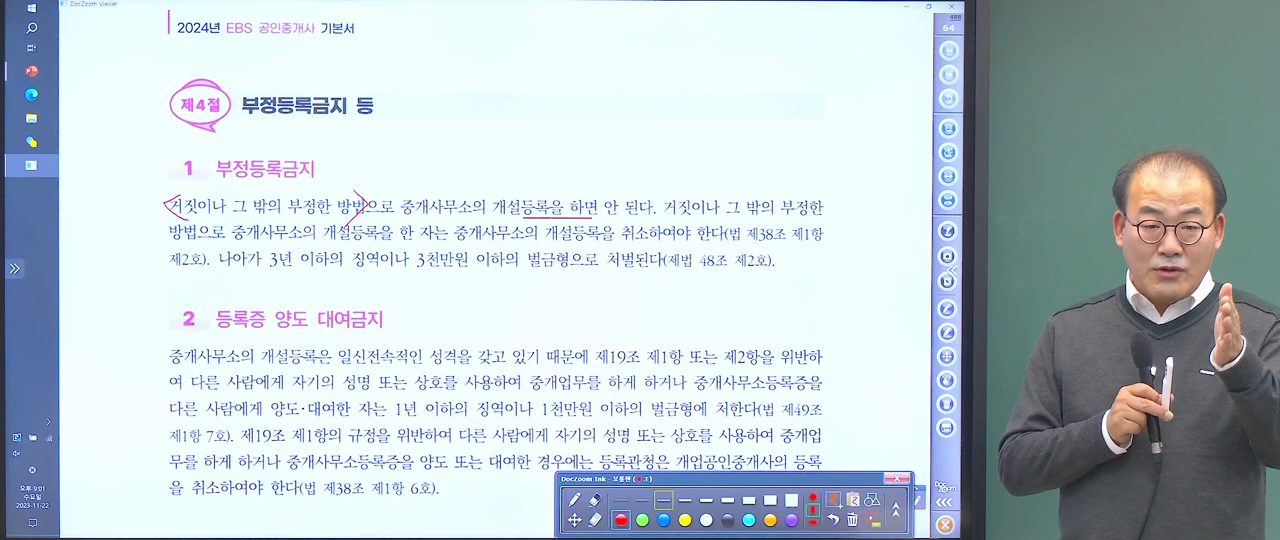 DocZoom Viewer
2024년 EBS 공인중개사 기본서
488
64
제4절 부정등록금지 등
1 부정등록금지
거짓이나 그 밖의 부정한 방법으로 중개사무소의 개설등록을 하면 안 된다. 거짓이나 그 밖의 부정한
방법으로 중개사무소의 개설등록을 한 자는 중개사무소의 개설등록을 취소하여야 한다(법 제38조 제1항
제2호). 나아가 3년 이하의 징역이나 3천만원 이하의 벌금형으로 처벌된다(제법 48조 제2호).
2 등록증 양도 대여금지
중개사무소의 개설등록은 일신전속적인 성격을 갖고 있기 때문에 제19조 제1항 또는 제2항을 위반하
여 다른 사람에게 자기의 성명 또는 상호를 사용하여 중개업무를 하게 하거나 중개사무소등록증을
다른 사람에게 양도·대여한 자는 1년 이하의 징역이나 1천만원 이하의 벌금형에 처한다(법 제49조
제1항 7호). 제19조 제1항의 규정을 위반하여 다른 사람에게 자기의 성명 또는 상호를 사용하여 중개업
무를 하게 하거나 중개사무소등록증을 양도 또는 대여한 경우에는 등록관청은 개업공인중개사의 등록
을 취소하여야 한다(법 제38조 제1항 6호).
DocZoom Ink - 보통펜 ( 3 )
오후 9:01
수요일
2023-11-22